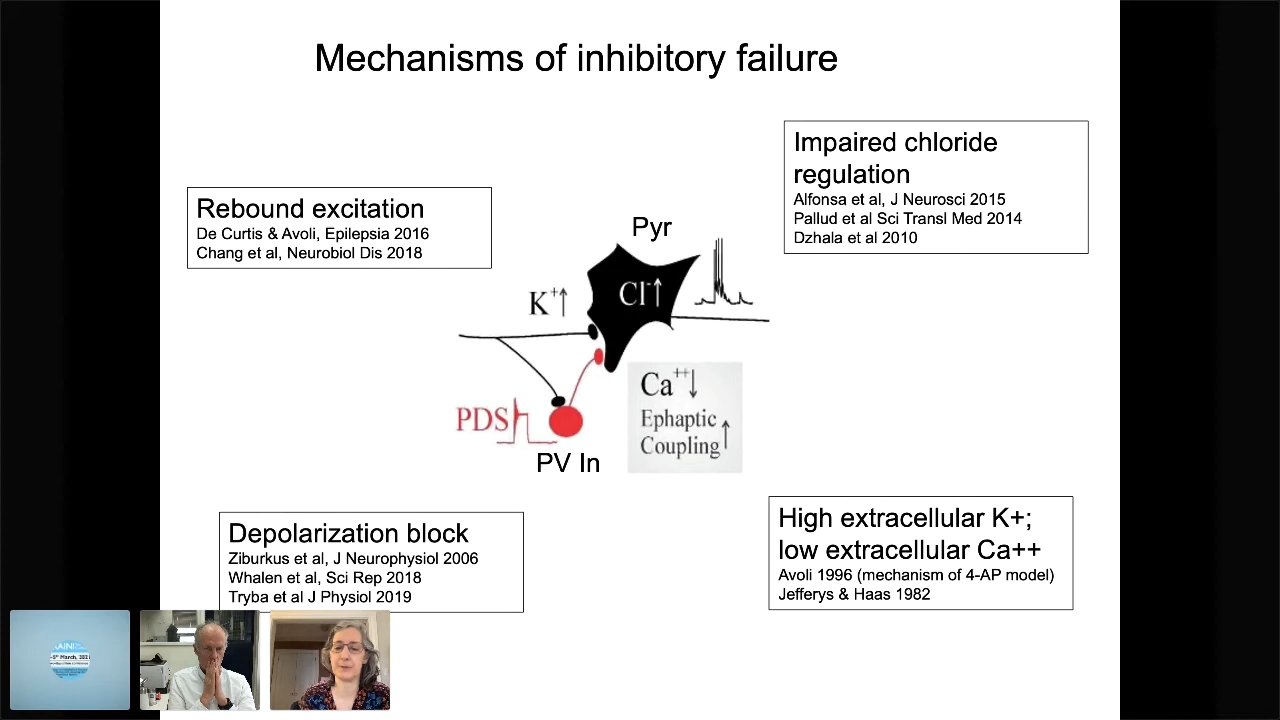 Mechanisms of inhibitory failure
Impaired chloride
regulation
Alfonsa et al, J Neurosci 2015
Pallud et al Sci Transl Med 2014
Dzhala et al 2010
Rebound excitation
De Curtis & Avoli, Epilepsia 2016
Chang et al, Neurobiol Dis 2018
Pyr
K+↑
Cl-↑
Ca++↓
Ephaptic
Coupling↑
PDS
PV In
High extracellular K+;
low extracellular Ca++
Avoli 1996 (mechanism of 4-AP model)
Jefferys & Haas 1982
Depolarization block
Ziburkus et al, J Neurophysiol 2006
Whalen et al, Sci Rep 2018
Tryba et al J Physiol 2019